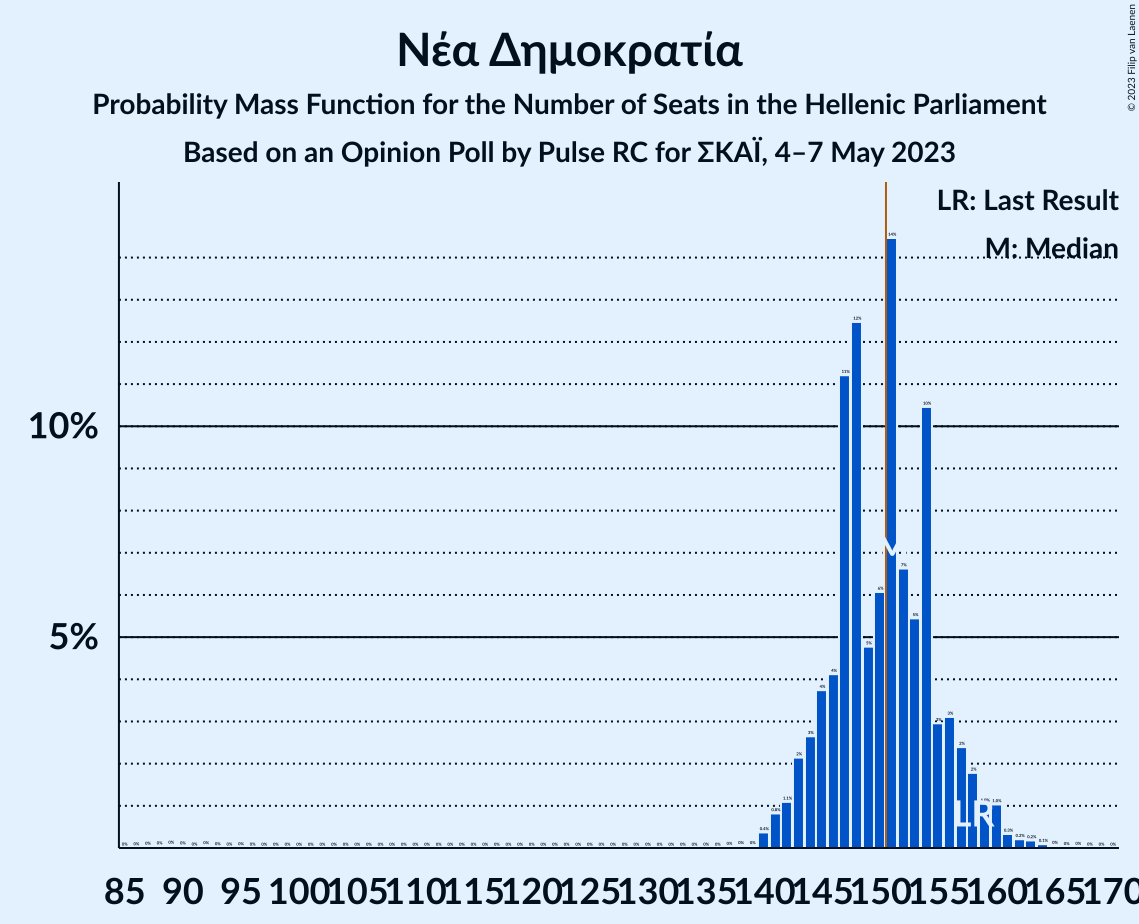 Νέα Δημοκρατία
Probability Mass Function for the Number of Seats in the Hellenic Parliament
Based on an Opinion Poll by Pulse RC for ΣΚΑΪ, 4–7 May 2023
© 2023 Filip van Laenen
LR: Last Result
M: Median
10%
5%
M
LR
85 90 95 100 105 110 115 120 125 130 135 140 145 150 155 160 165 170